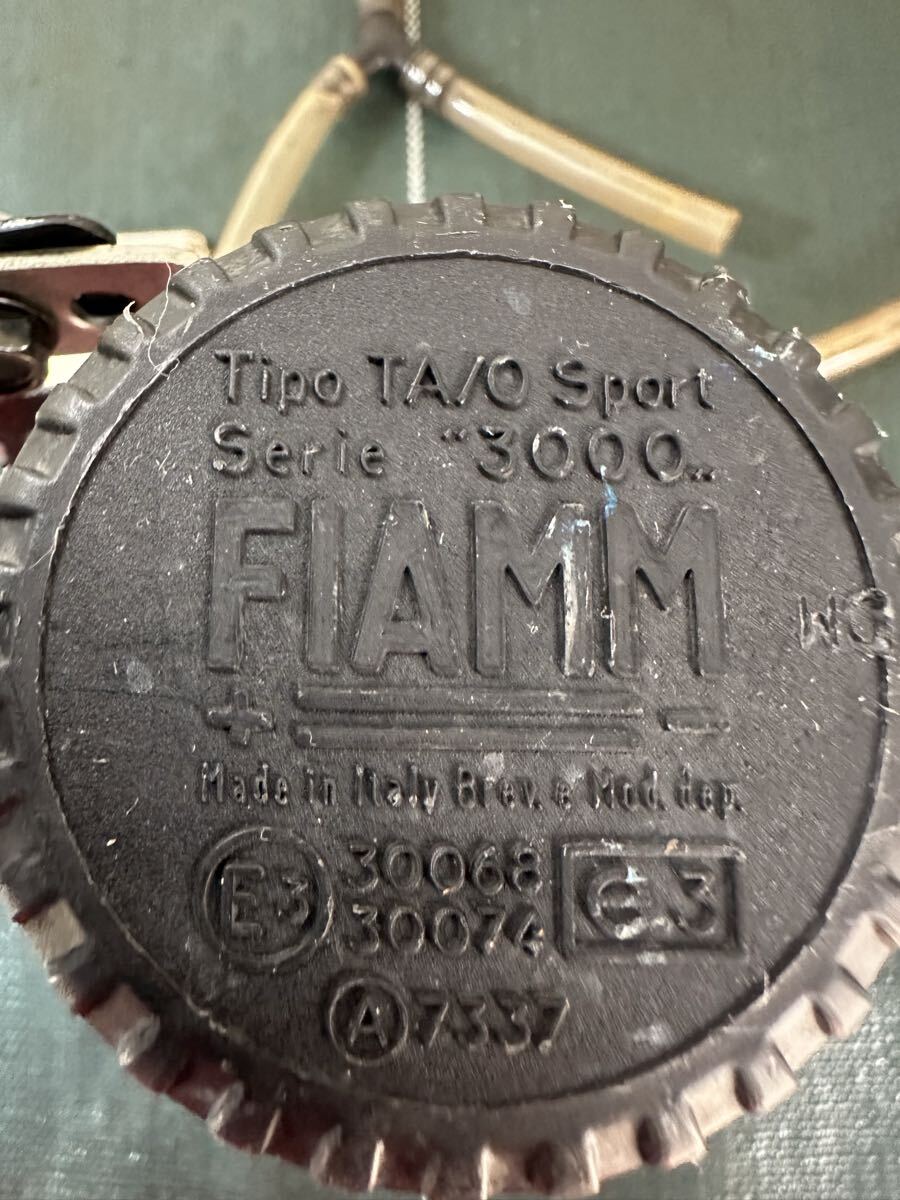 Tipo TA/O Sport
Serie "3000„
FIAMM
+ -
Made in Italy Brev. e Mod. dep.
E3 30068 e3
30074
A 7337